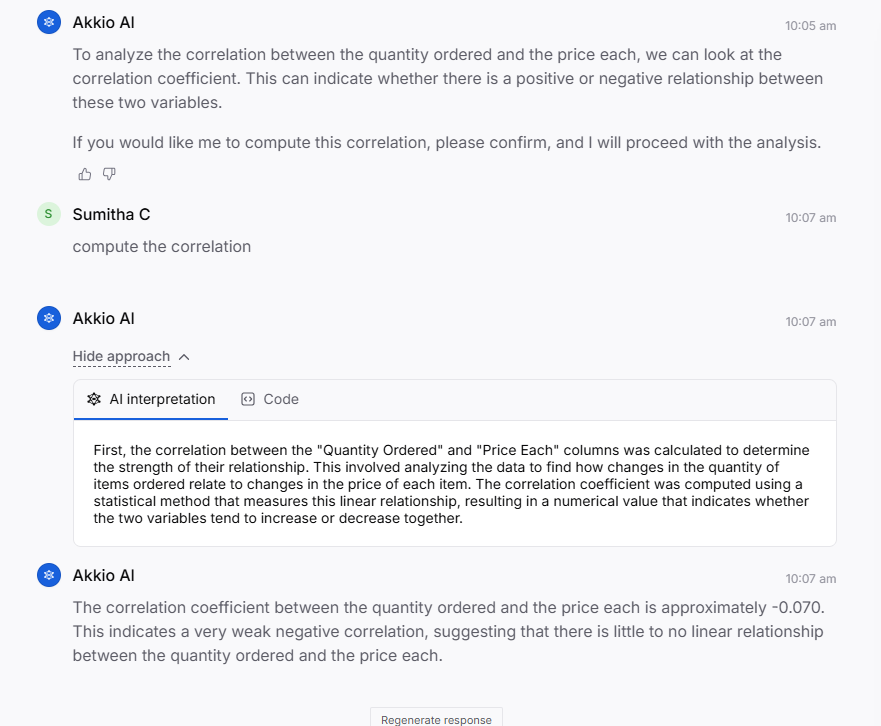 Akkio AI
10:05 am
To analyze the correlation between the quantity ordered and the price each, we can look at the
correlation coefficient. This can indicate whether there is a positive or negative relationship between
these two variables.
If you would like me to compute this correlation, please confirm, and I will proceed with the analysis.
S
Sumitha C
10:07 am
compute the correlation
Akkio AI
10:07 am
Hide approach
AI interpretation
Code
First, the correlation between the "Quantity Ordered" and "Price Each" columns was calculated to determine
the strength of their relationship. This involved analyzing the data to find how changes in the quantity of
items ordered relate to changes in the price of each item. The correlation coefficient was computed using a
statistical method that measures this linear relationship, resulting in a numerical value that indicates whether
the two variables tend to increase or decrease together.
Akkio AI
10:07 am
The correlation coefficient between the quantity ordered and the price each is approximately -0.070.
This indicates a very weak negative correlation, suggesting that there is little to no linear relationship
between the quantity ordered and the price each.
Regenerate response